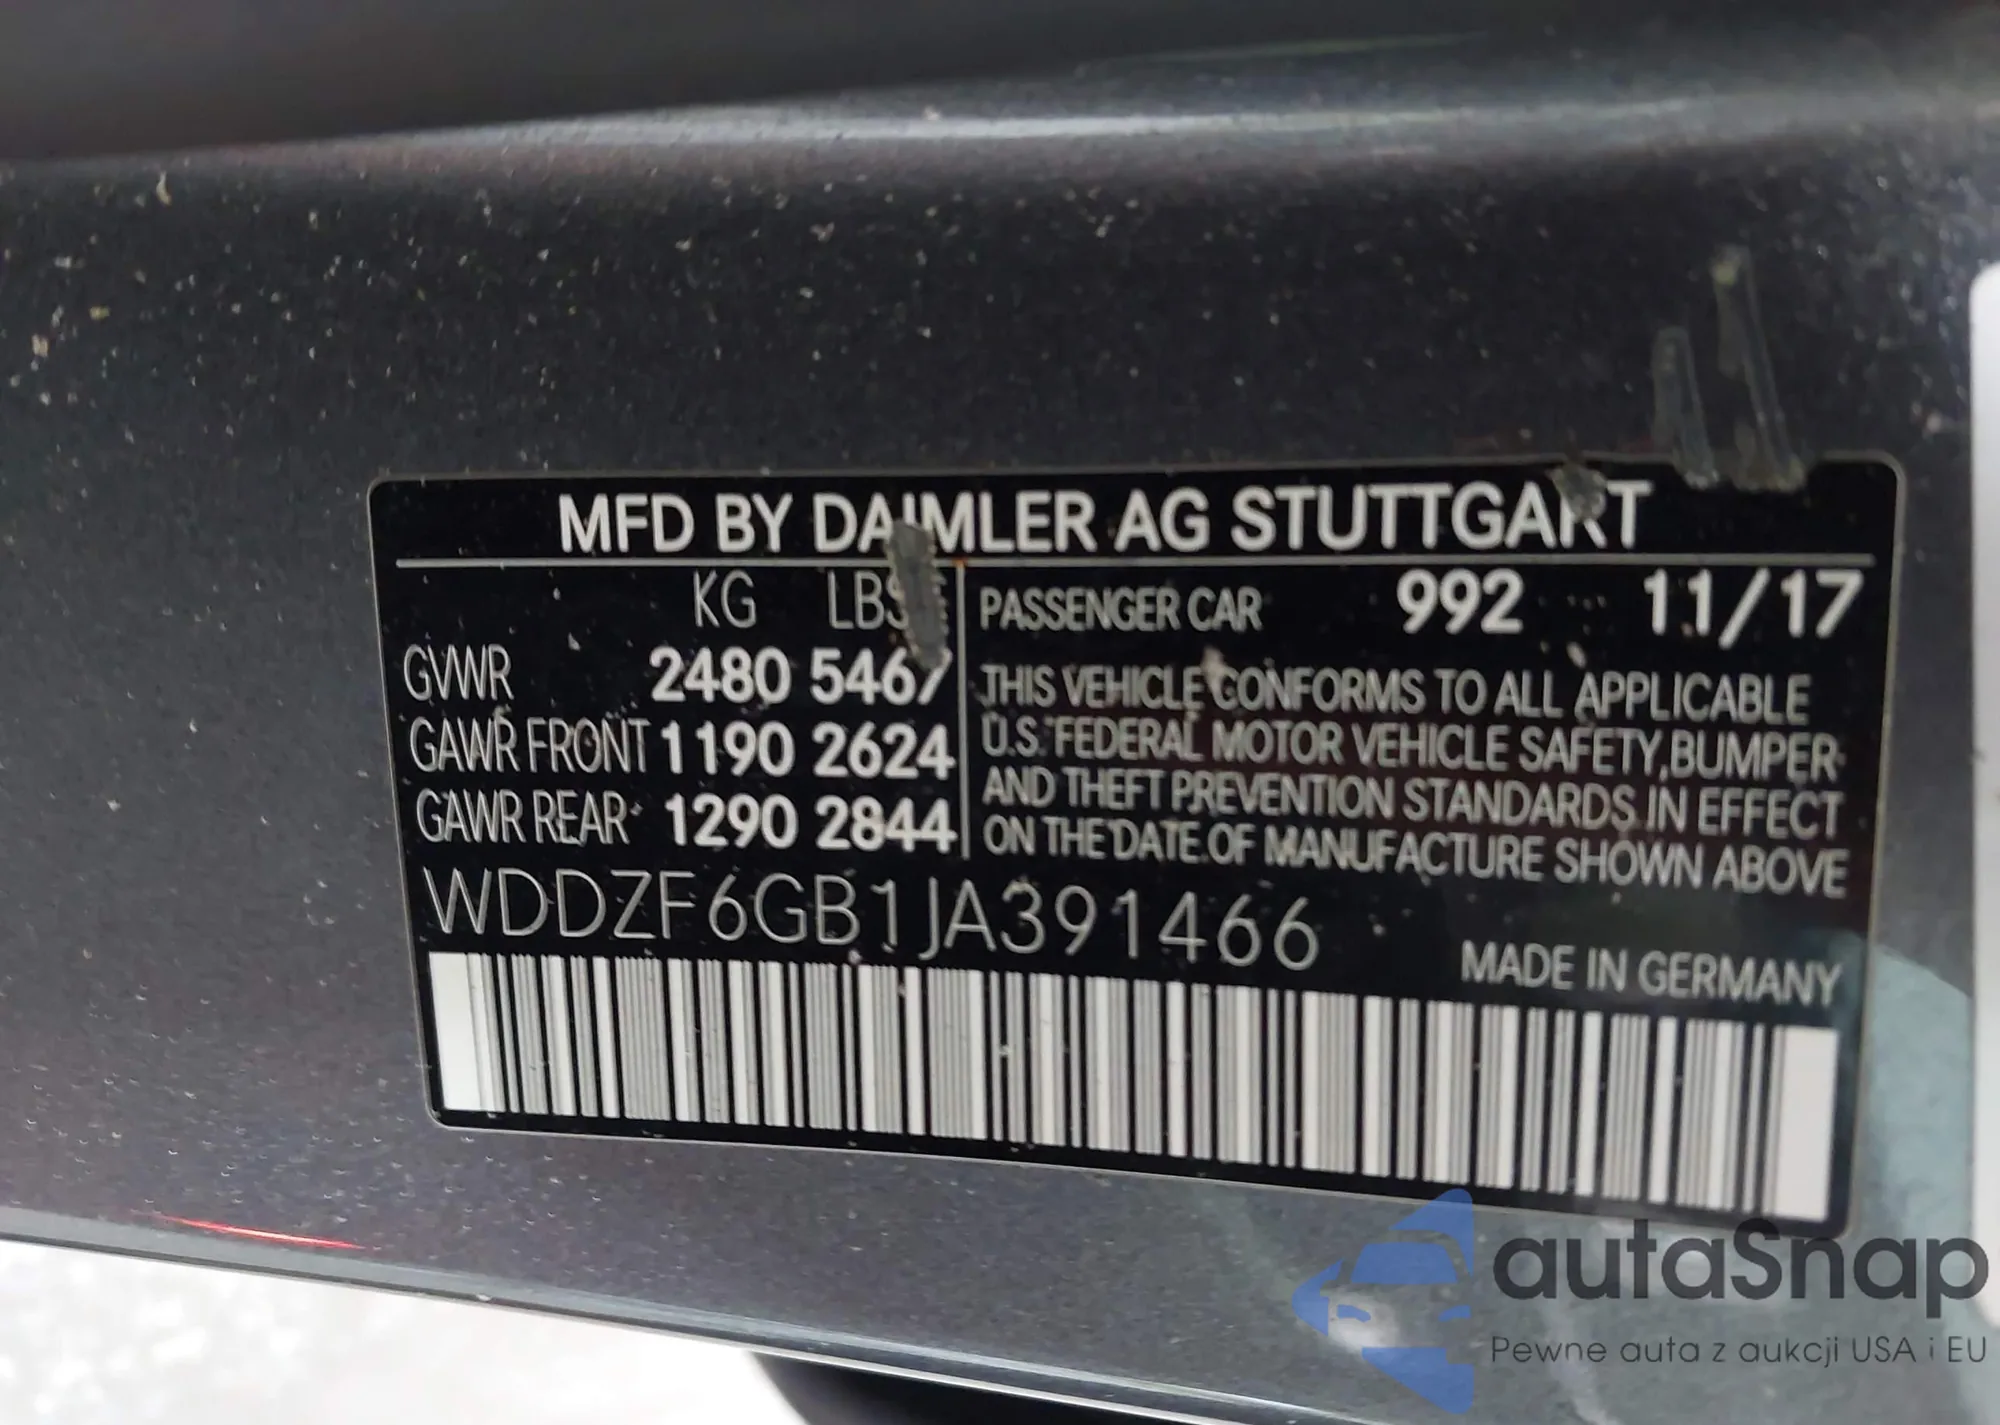 MFD BY DAIMLER AG STUTTGART
KG LBS
GVWR 2480 5467
GAWR FRONT 1190 2624
GAWR REAR 1290 2844
PASSENGER CAR 992 11/17
THIS VEHICLE CONFORMS TO ALL APPLICABLE
U.S. FEDERAL MOTOR VEHICLE SAFETY, BUMPER
AND THEFT PREVENTION STANDARDS IN EFFECT
ON THE DATE OF MANUFACTURE SHOWN ABOVE
WDDZF6GB1JA391466
MADE IN GERMANY
autaSnap
Pewne auta z aukcji USA i EU